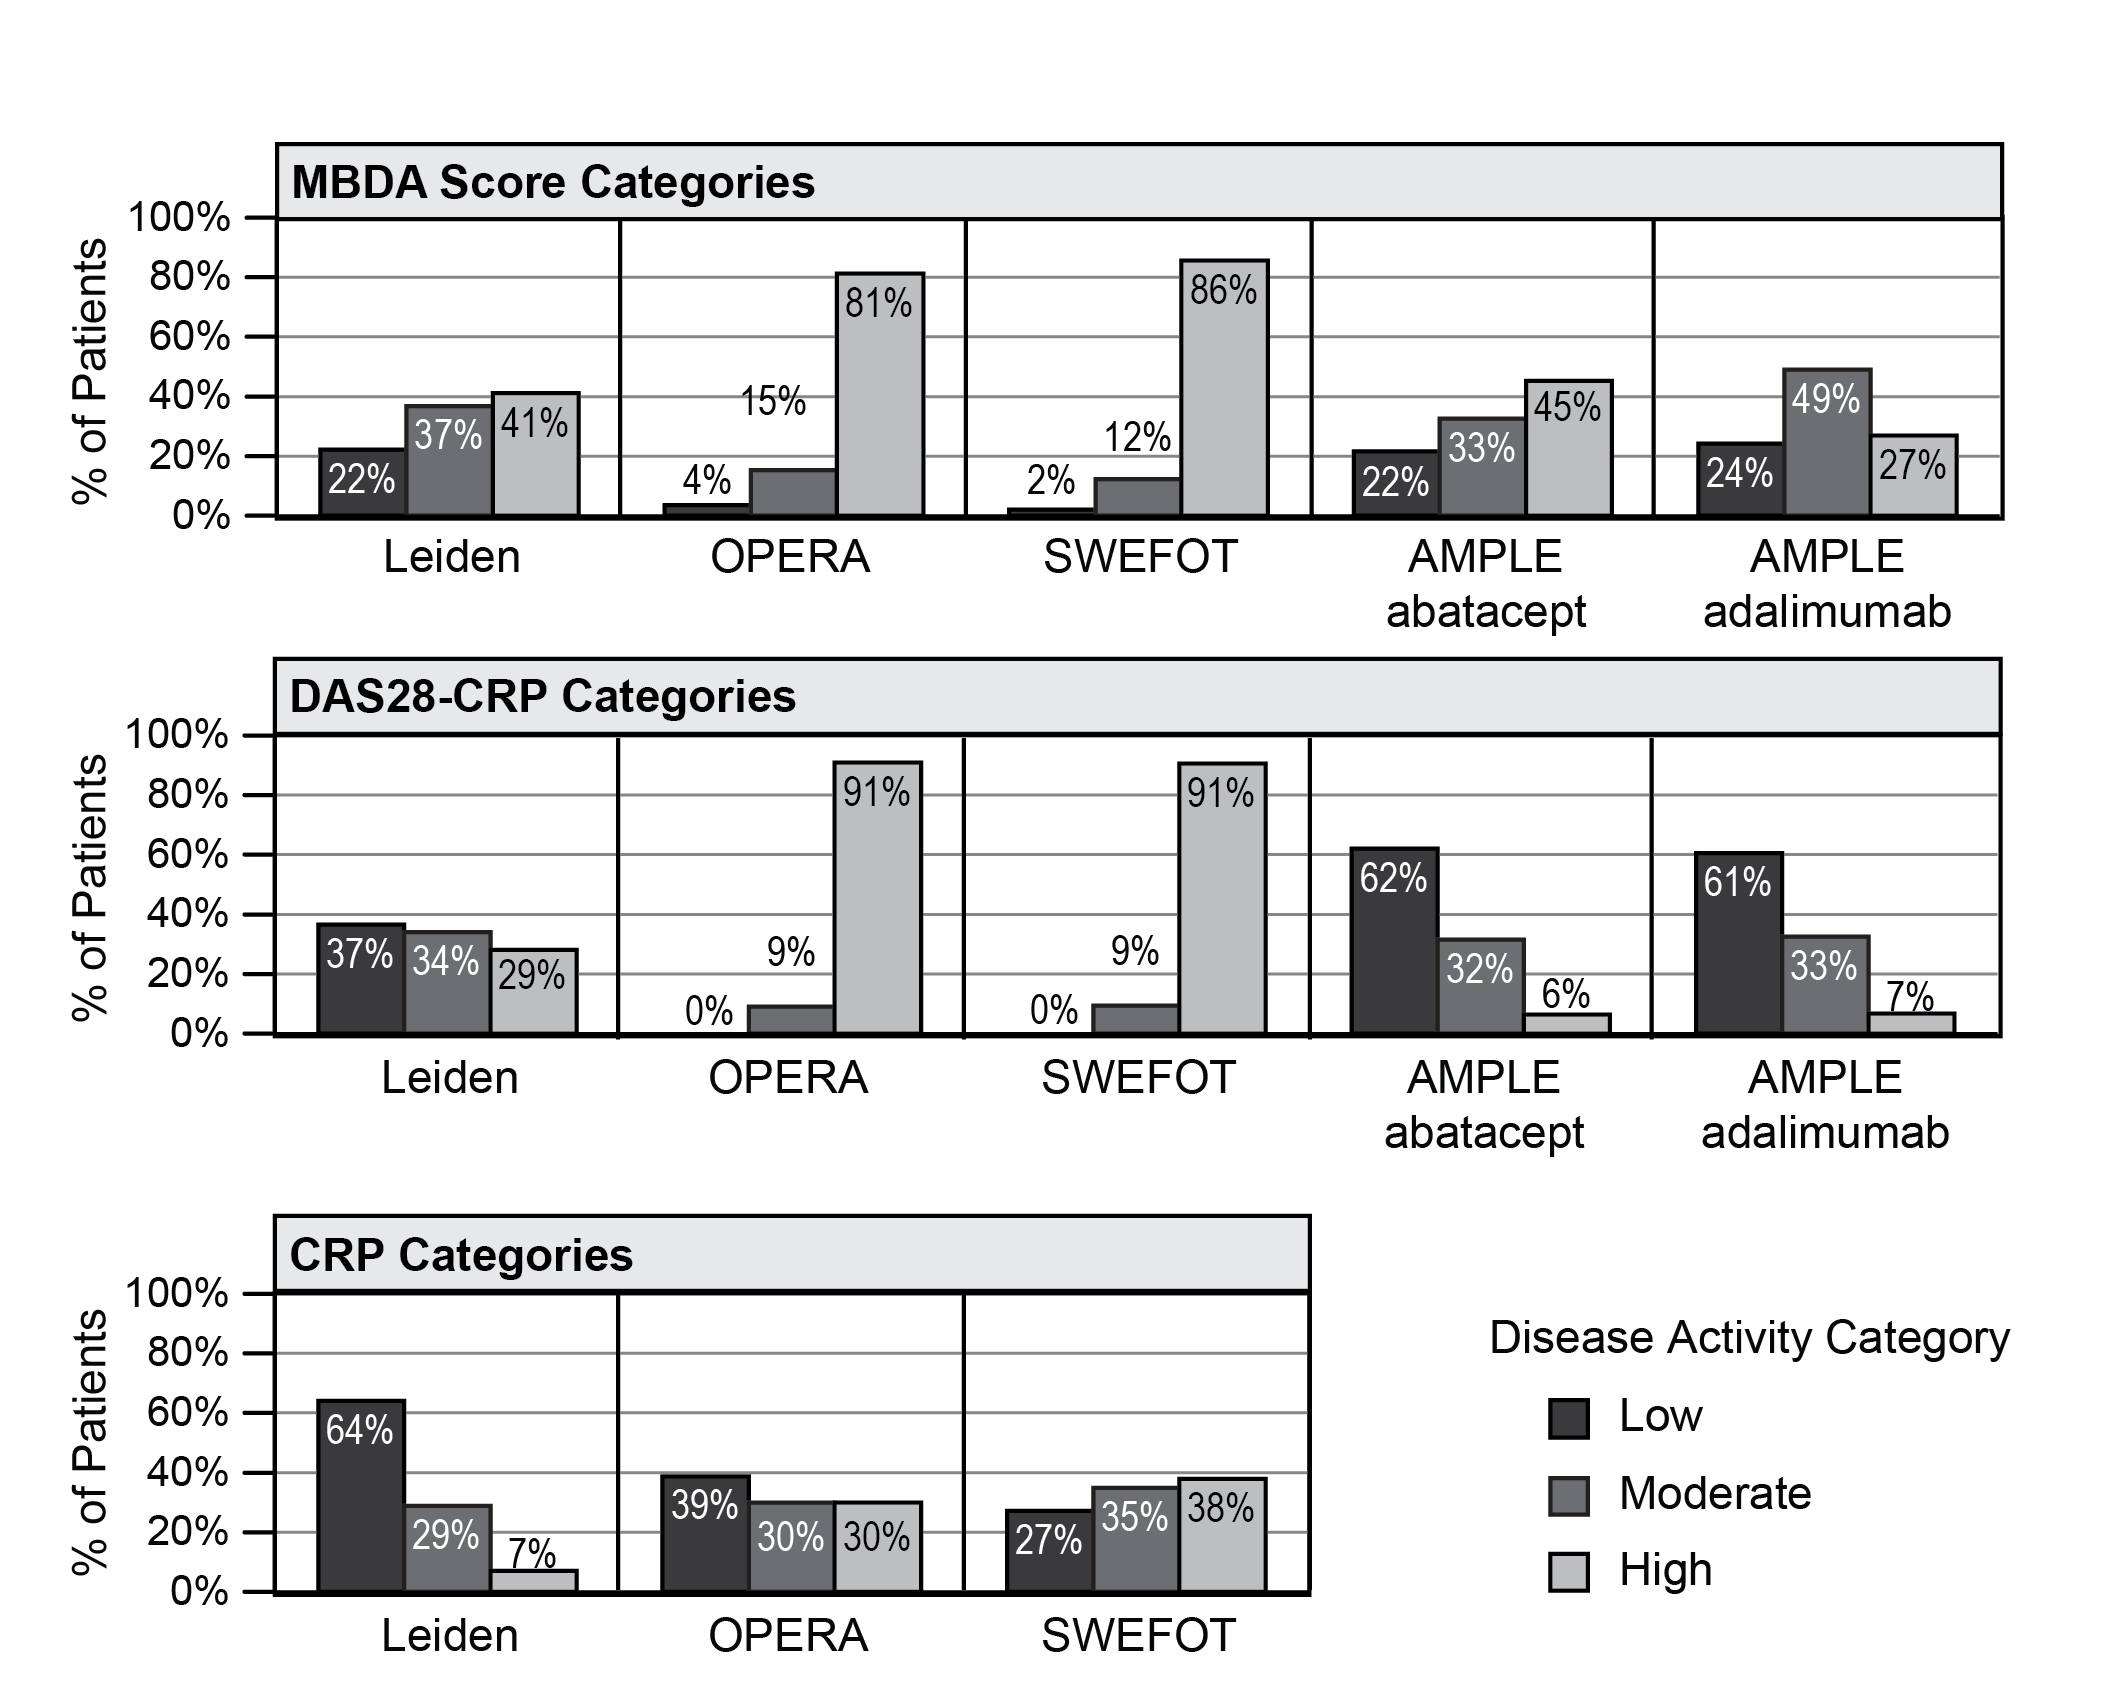 MBDA Score Categories
100%
80%
60%
40%
20%
0%
% of Patients
22% 37% 41%
4% 15% 81%
2% 12% 86%
22% 33% 45%
24% 49% 27%
Leiden OPERA SWEFOT AMPLE AMPLE
abatacept adalimumab
DAS28-CRP Categories
100%
80%
60%
40%
20%
0%
% of Patients
37% 34% 29%
0% 9% 91%
0% 9% 91%
62% 32% 6%
61% 33% 7%
Leiden OPERA SWEFOT AMPLE AMPLE
abatacept adalimumab
CRP Categories
100%
80%
60%
40%
20%
0%
% of Patients
64% 29% 7%
39% 30% 30%
27% 35% 38%
Leiden OPERA SWEFOT
Disease Activity Category
Low
Moderate
High